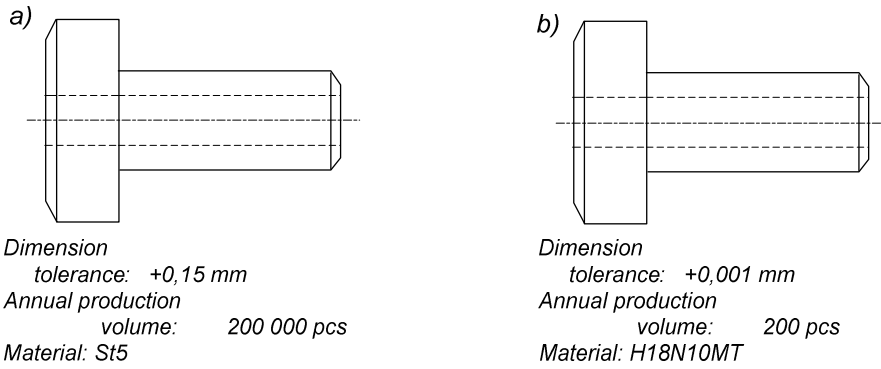 a)
Dimension
tolerance: +0,15 mm
Annual production
volume: 200 000 pcs
Material: St5
b)
Dimension
tolerance: +0,001 mm
Annual production
volume: 200 pcs
Material: H18N10MT